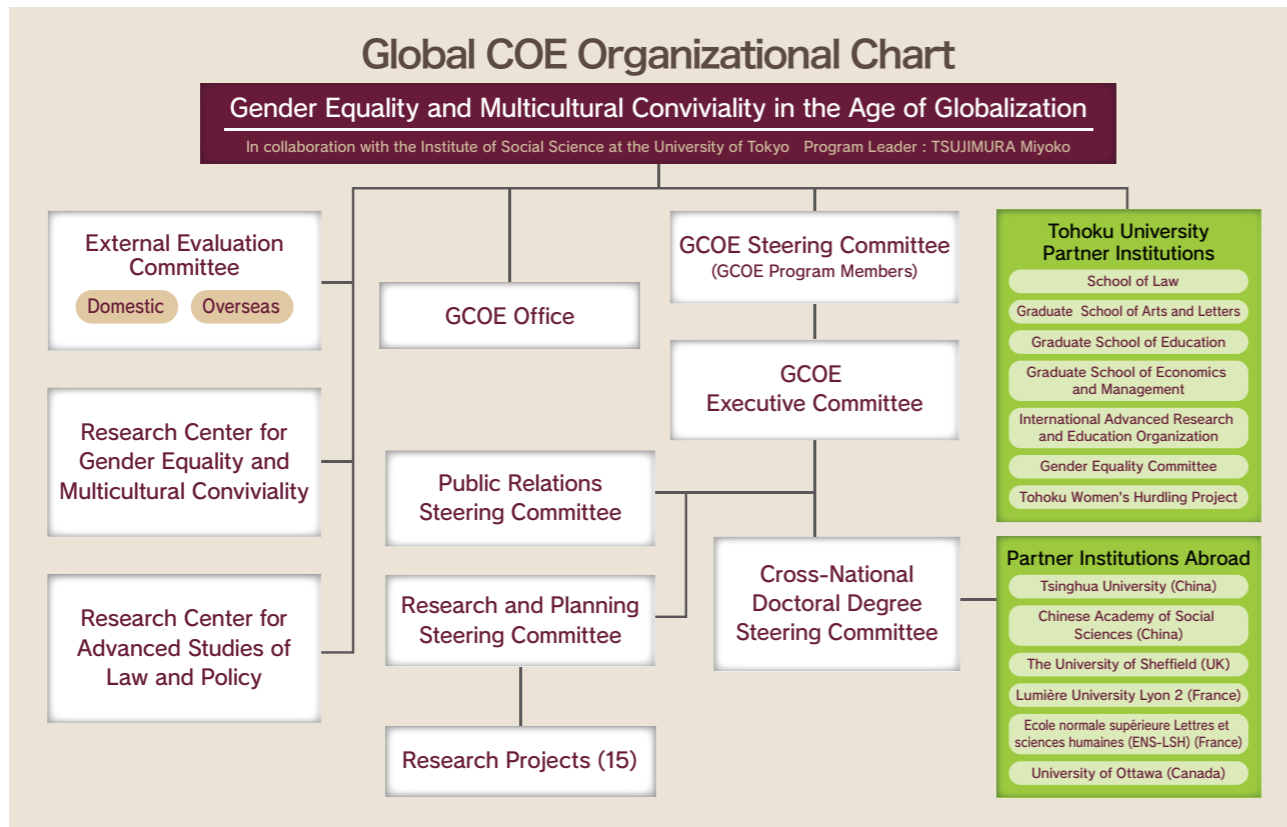 Global COE Organizational Chart
Gender Equality and Multicultural Conviviality in the Age of Globalization
In collaboration with the Institute of Social Science at the University of Tokyo Program Leader : TSUJIMURA Miyoko
External Evaluation
Committee
Domestic
Overseas
Research Center for
Gender Equality and
Multicultural Conviviality
Research Center for
Advanced Studies of
Law and Policy
GCOE Office
GCOE Steering Committee
(GCOE Program Members)
GCOE
Executive Committee
Public Relations
Steering Committee
Research and Planning
Steering Committee
Research Projects (15)
Cross-National
Doctoral Degree
Steering Committee
Tohoku University
Partner Institutions
School of Law
Graduate School of Arts and Letters
Graduate School of Education
Graduate School of Economics
and Management
International Advanced Research
and Education Organization
Gender Equality Committee
Tohoku Women's Hurdling Project
Partner Institutions Abroad
Tsinghua University (China)
Chinese Academy of Social
Sciences (China)
The University of Sheffield (UK)
Lumière University Lyon 2 (France)
Ecole normale supérieure Lettres et
sciences humaines (ENS-LSH) (France)
University of Ottawa (Canada)